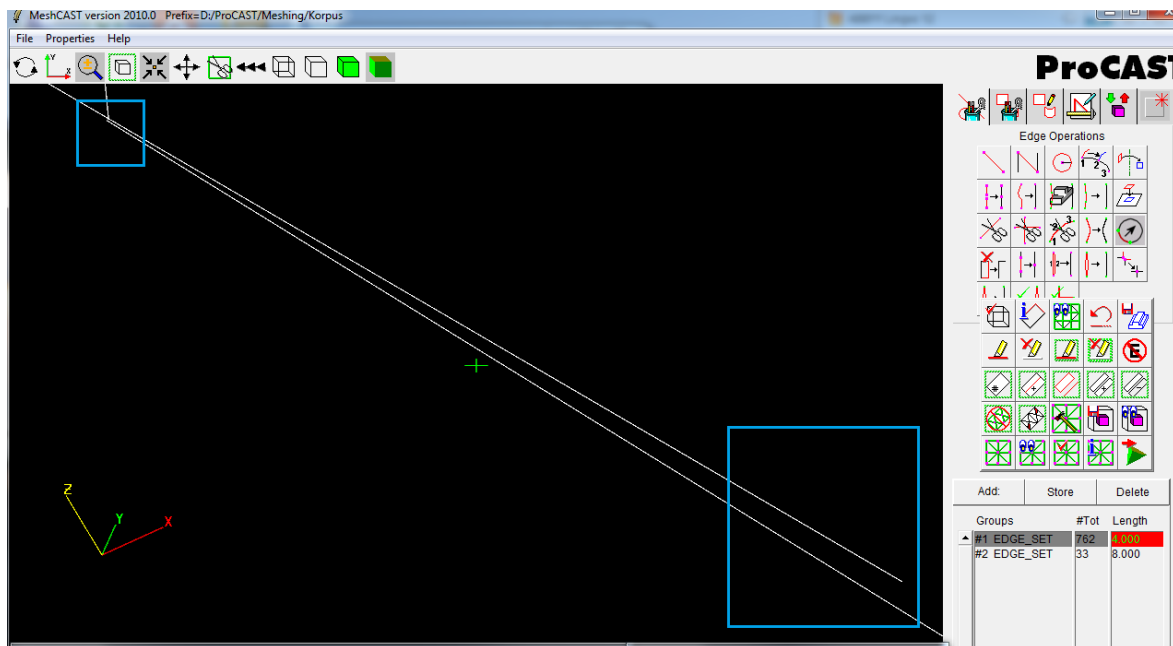 MeshCAST version 2010.0 Prefix=D:/ProCAST/Meshing/Korpus
File Properties Help
ProCAST
Edge Operations
Add: Store Delete
Groups #Tot Length
#1 EDGE_SET 762 4.000
#2 EDGE_SET 33 8.000
Z
Y
X